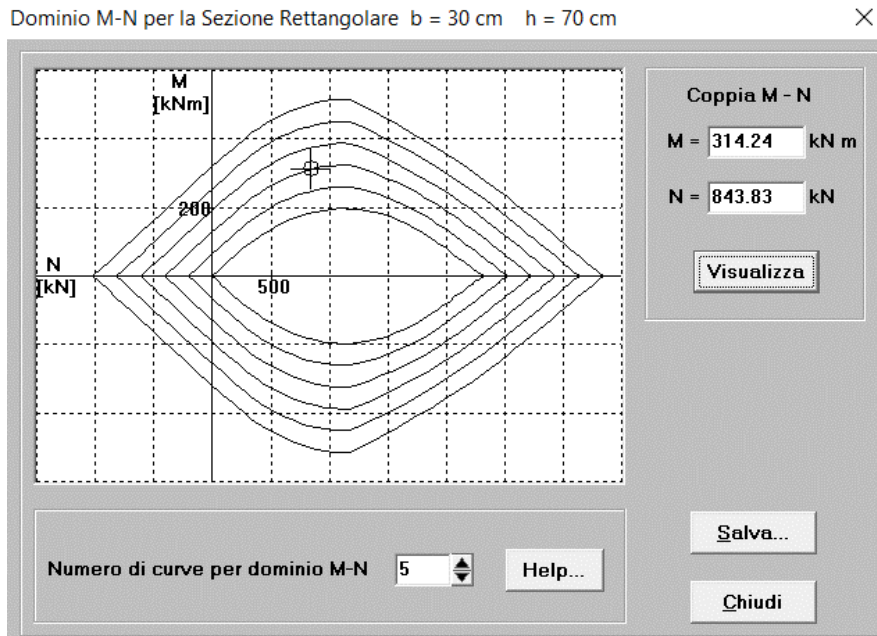 Dominio M-N per la Sezione Rettangolare b = 30 cm h = 70 cm
M
[kNm]
200
N
[kN]
500
Coppia M - N
M = 314.24 kN m
N = 843.83 kN
Visualizza
Numero di curve per dominio M-N 5
Help...
Salva...
Chiudi